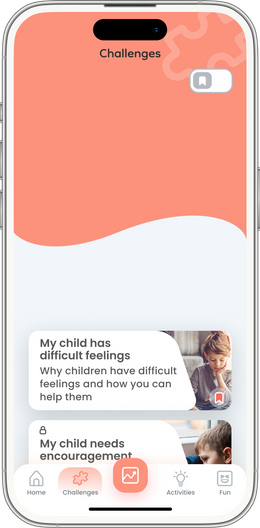 Challenges
My child has
difficult feelings
Why children have difficult
feelings and how you can
help them
My child needs
encouragement
Home
Challenges
Activities
Fun